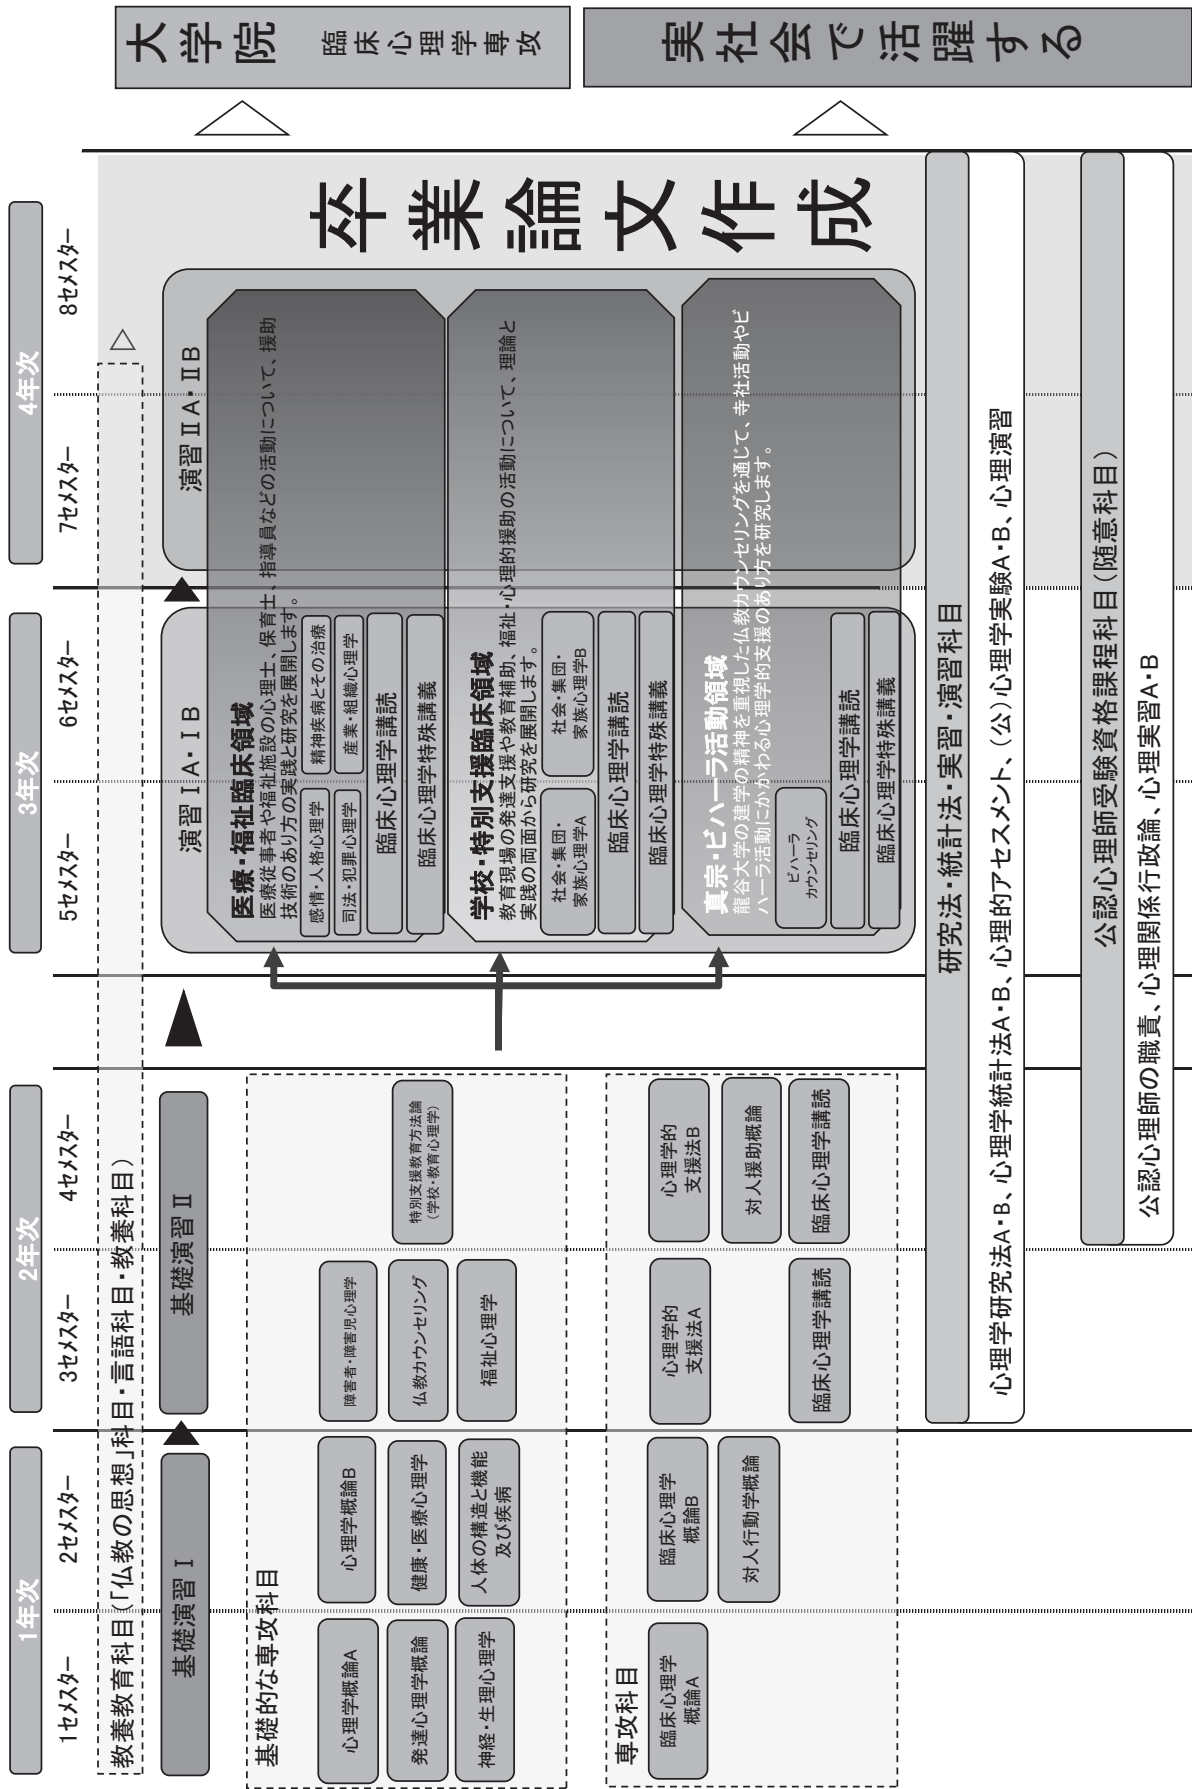 1年次
2年次
3年次
4年次
1セメスター
2セメスター
3セメスター
4セメスター
5セメスター
6セメスター
7セメスター
8セメスター
教養教育科目(「仏教の思想」科目・言語科目・教養科目)
基礎演習Ⅰ
基礎演習Ⅱ
演習ⅠA・ⅠB
演習ⅡA・ⅡB
基礎的な専攻科目
心理学概論A
発達心理学概論
神経・生理心理学
心理学概論B
健康・医療心理学
人体の構造と機能
及び疾病
障害者・障害児心理学
仏教カウンセリング
福祉心理学
特別支援教育方法論
(学校・教育心理学)
専攻科目
臨床心理学
概論A
臨床心理学
概論B
対人行動学概論
心理学的
支援法A
臨床心理学講読
心理学的
支援法B
対人援助概論
臨床心理学講読
医療・福祉臨床領域
医療従事者や福祉施設の心理士、保育士、指導員などの活動について、援助
技術のあり方の実践と研究を展開します。
感情・人格心理学
精神疾病とその治療
司法・犯罪心理学
産業・組織心理学
臨床心理学講読
臨床心理学特殊講義
学校・特別支援臨床領域
教育現場の発達支援や教育補助、福祉・心理的援助の活動について、理論と
実践の両面から研究を展開します。
社会・集団・
家族心理学A
社会・集団・
家族心理学B
臨床心理学講読
臨床心理学特殊講義
真宗・ビハーラ活動領域
龍谷大学の建学の精神を重視した仏教カウンセリングを通じて、寺社活動やビ
ハーラ活動にかかわる心理学的支援のあり方を研究します。
ビハーラ
カウンセリング
臨床心理学講読
臨床心理学特殊講義
卒業論文作成
大学院 臨床心理学専攻
実社会で活躍する
研究法・統計法・実習・演習科目
心理学研究法A・B、心理学統計法A・B、心理的アセスメント、(公)心理学実験A・B、心理演習
公認心理師受験資格課程科目(随意科目)
公認心理師の職責、心理関係行政論、心理実習A・B